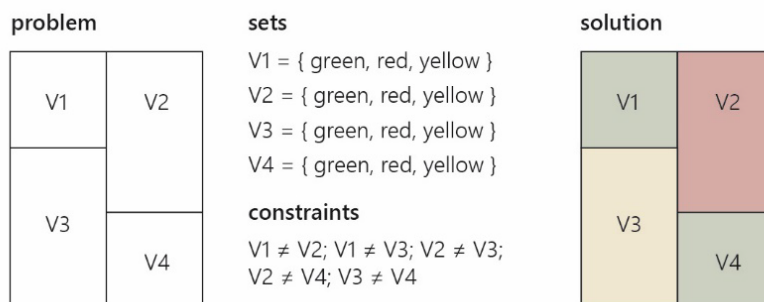 problem
V1
V2
V3
V4
sets
V1 = { green, red, yellow }
V2 = { green, red, yellow }
V3 = { green, red, yellow }
V4 = { green, red, yellow }
constraints
V1 ≠ V2; V1 ≠ V3; V2 ≠ V3;
V2 ≠ V4; V3 ≠ V4
solution
V1
V2
V3
V4